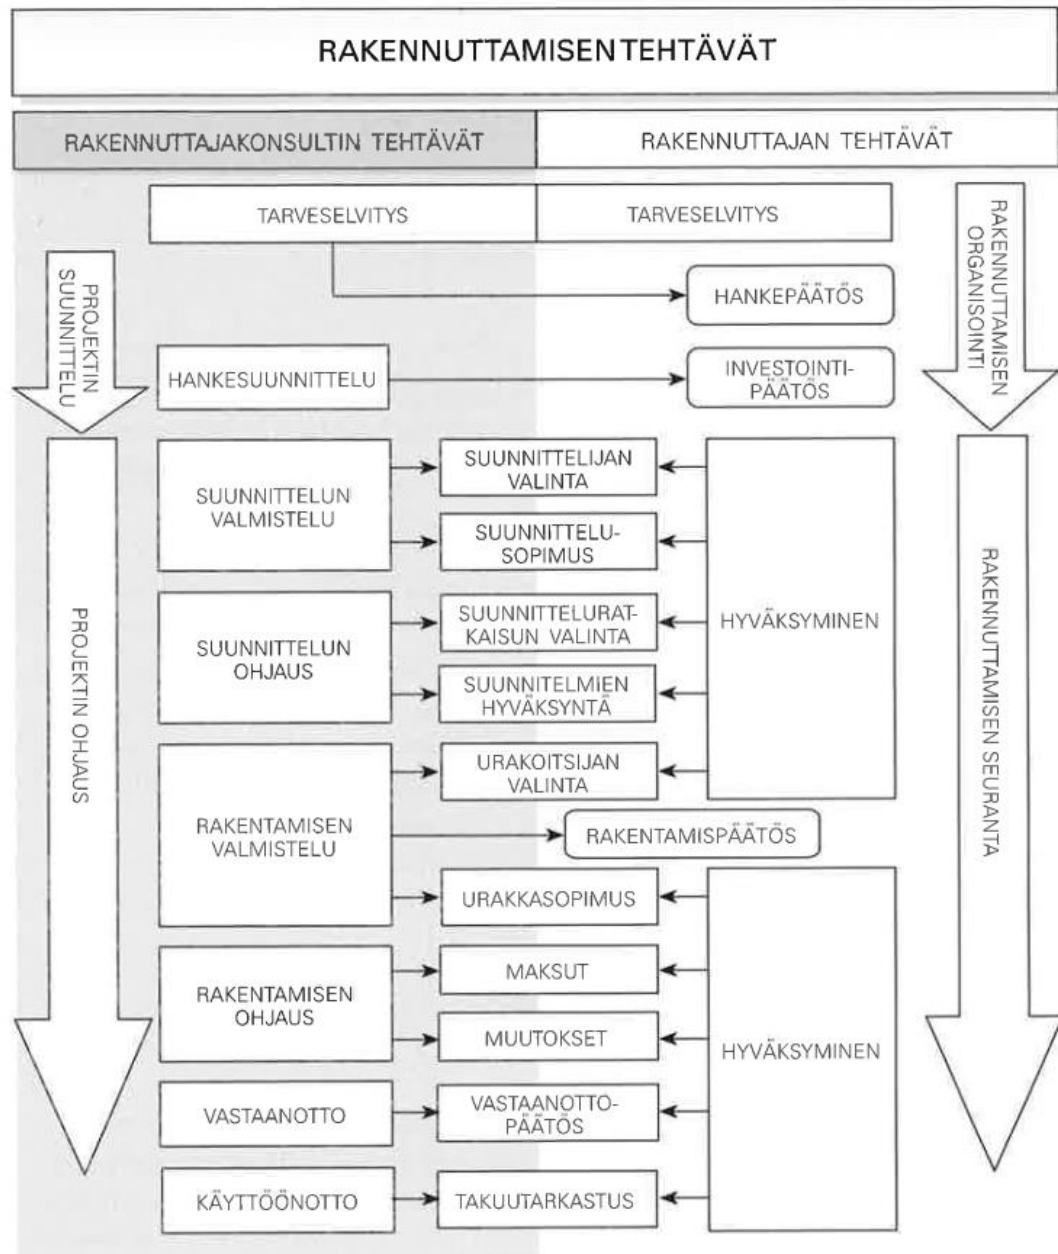 RAKENNUTTAMISEN TEHTÄVÄT
RAKENNUTTAJAKONSULTIN TEHTÄVÄT
RAKENNUTTAJAN TEHTÄVÄT
TARVESELVITYS
TARVESELVITYS
PROJEKTIN
SUUNNITTELU
RAKENNUTTAMISEN
ORGANISOINTI
HANKEPÄÄTÖS
HANKESUUNNITTELU
INVESTOINTI-
PÄÄTÖS
PROJEKTIN OHJAUS
SUUNNITTELUN
VALMISTELU
SUUNNITTELIJAN
VALINTA
SUUNNITTELU-
SOPIMUS
HYVÄKSYMINEN
RAKENNUTTAMISEN SEURANTA
SUUNNITTELUN
OHJAUS
SUUNNITTELURAT-
KAISUN VALINTA
SUUNNITELMIEN
HYVÄKSYNTÄ
RAKENTAMISEN
VALMISTELU
URAKOITSIJAN
VALINTA
RAKENTAMISPÄÄTÖS
URAKKASOPIMUS
HYVÄKSYMINEN
RAKENTAMISEN
OHJAUS
MAKSUT
MUUTOKSET
VASTAANOTTO
VASTAANOTTO-
PÄÄTÖS
KÄYTTÖÖNOTTO
TAKUUTARKASTUS